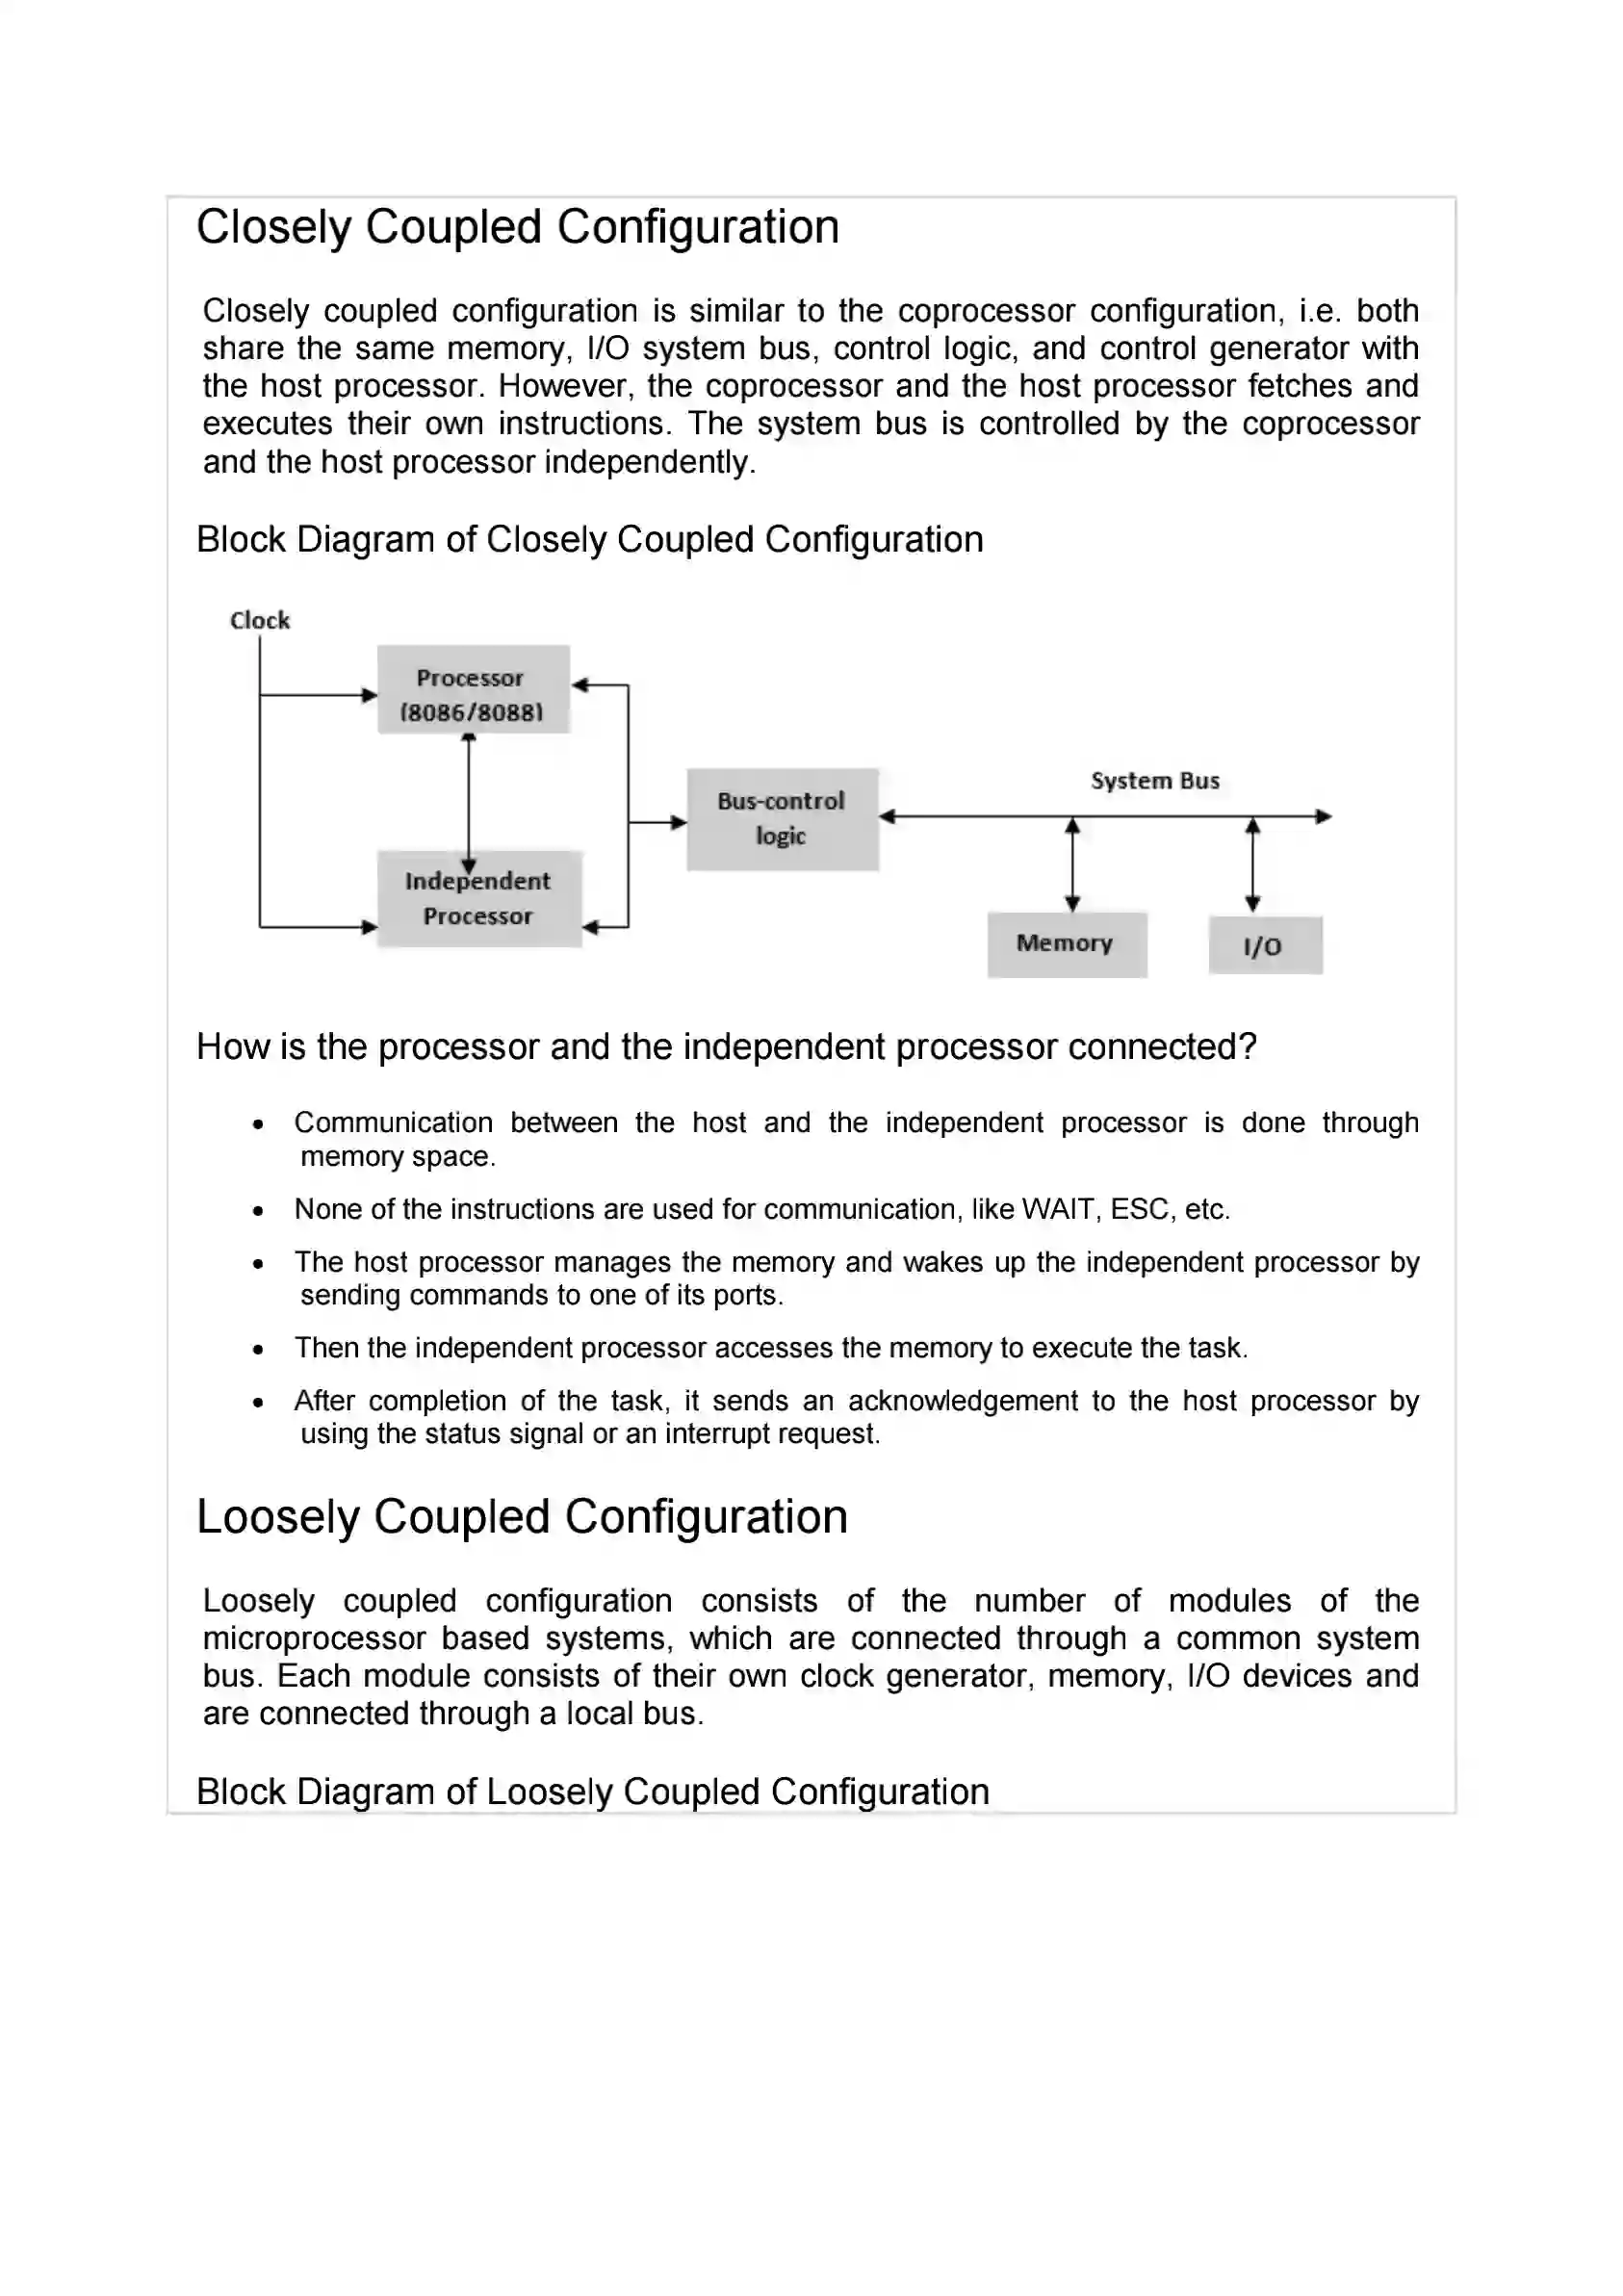 Closely Coupled Configuration
Closely coupled configuration is similar to the coprocessor configuration, i.e. both
share the same memory, I/O system bus, control logic, and control generator with
the host processor. However, the coprocessor and the host processor fetches and
executes their own instructions. The system bus is controlled by the coprocessor
and the host processor independently.
Block Diagram of Closely Coupled Configuration
Clock
Processor
(8086/8088)
System Bus
Bus-control
logic
Independent
Processor
Memory
I/O
How is the processor and the independent processor connected?
• Communication between the host and the independent processor is done through
memory space.
• None of the instructions are used for communication, like WAIT, ESC, etc.
• The host processor manages the memory and wakes up the independent processor by
sending commands to one of its ports.
• Then the independent processor accesses the memory to execute the task.
• After completion of the task, it sends an acknowledgement to the host processor by
using the status signal or an interrupt request.
Loosely Coupled Configuration
Loosely coupled configuration consists of the number of modules of the
microprocessor based systems, which are connected through a common system
bus. Each module consists of their own clock generator, memory, I/O devices and
are connected through a local bus.
Block Diagram of Loosely Coupled Configuration